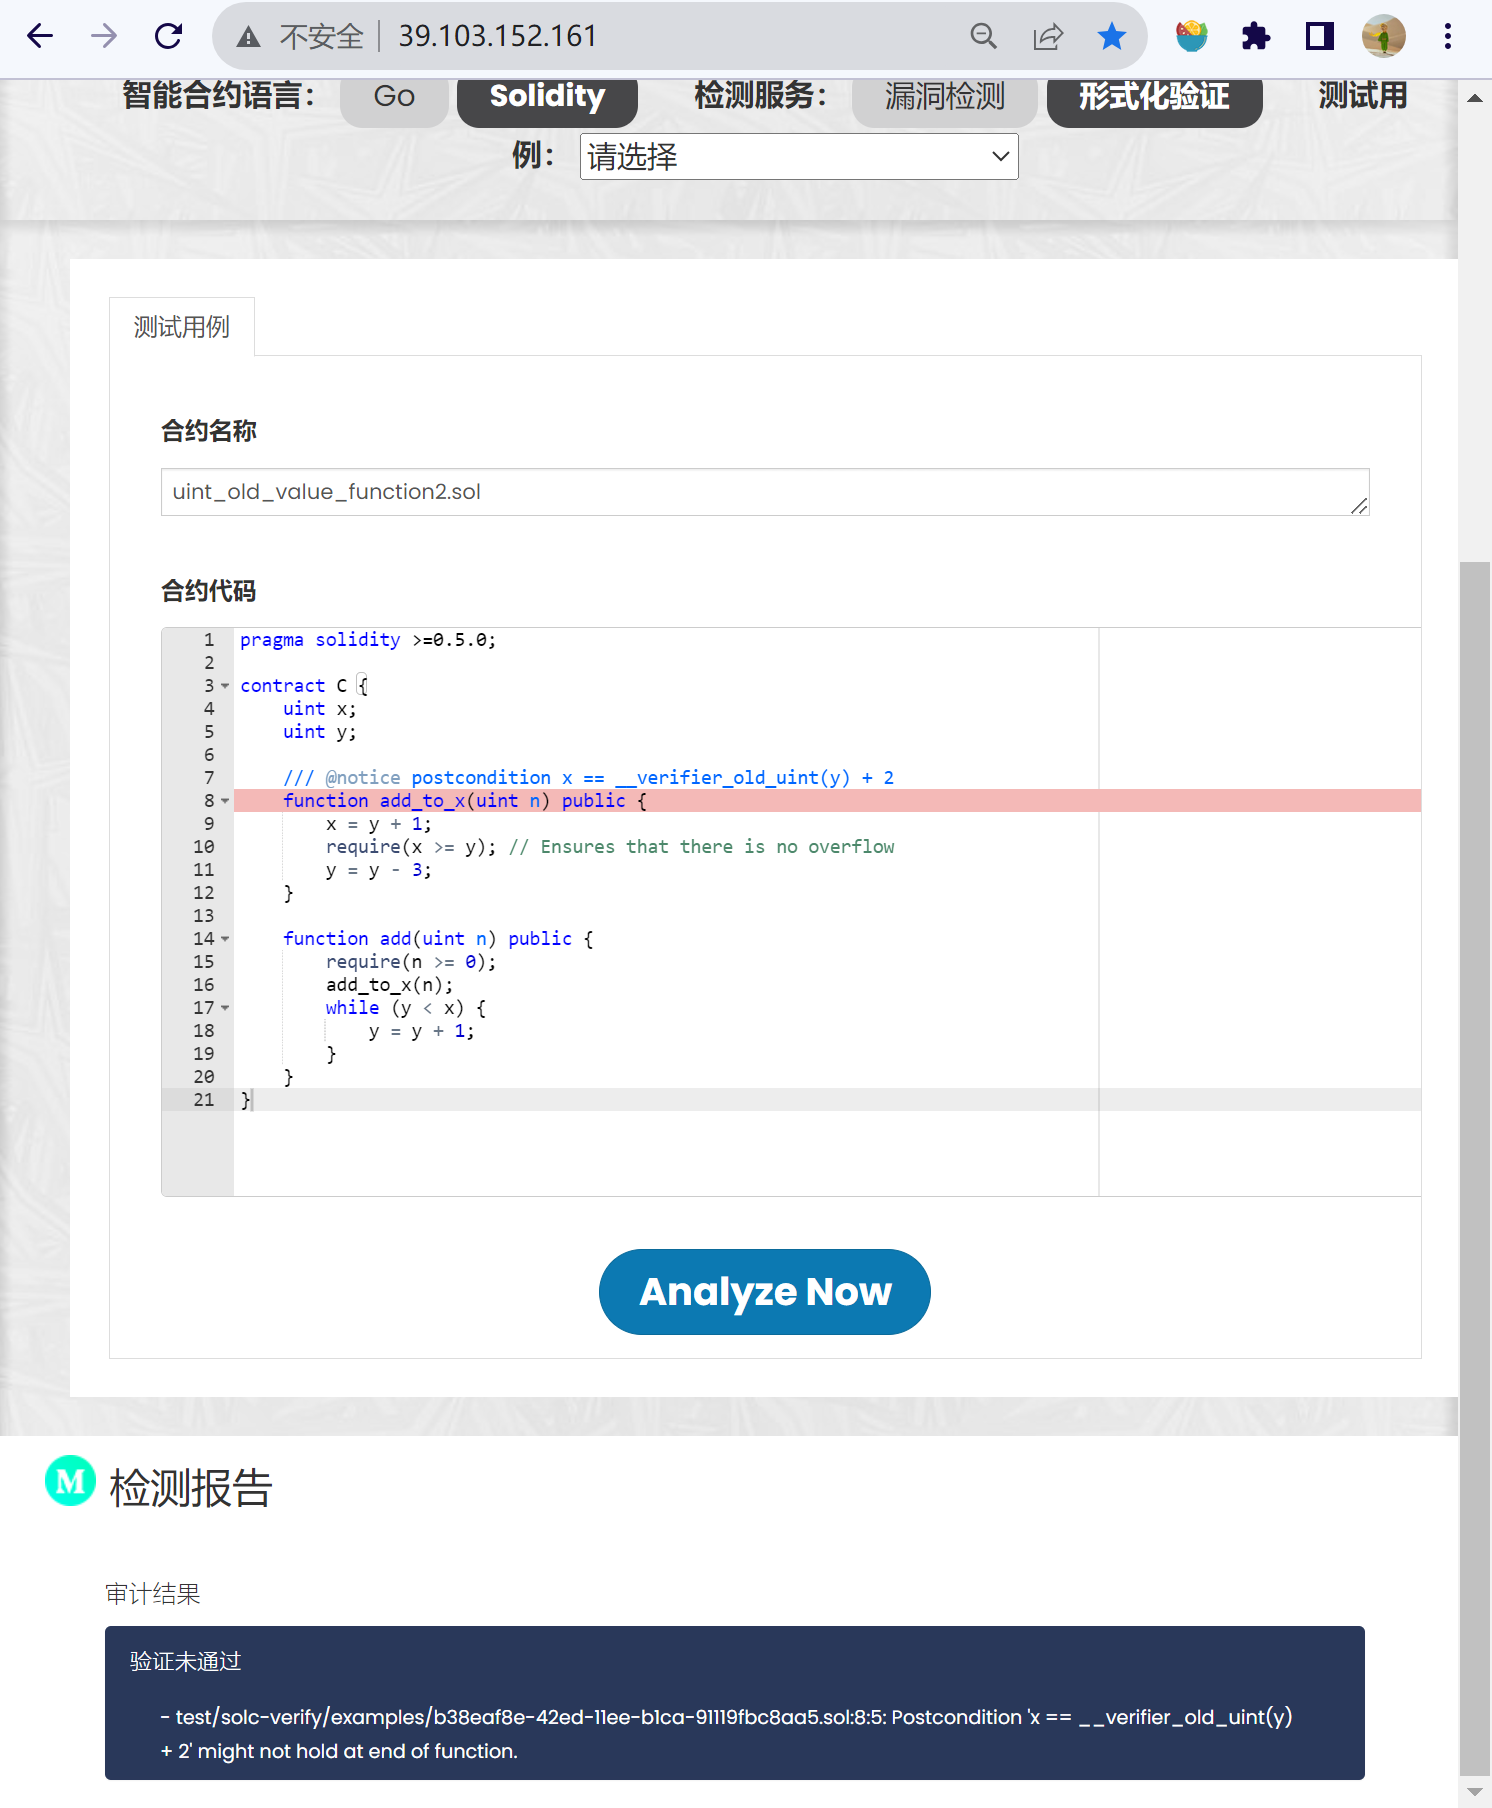 不安全 39.103.152.161
智能合约语言： Go Solidity 检测服务： 漏洞检测 形式化验证 测试用
例： 请选择
测试用例
合约名称
uint_old_value_function2.sol
合约代码
1 pragma solidity >=0.5.0;
2
3 contract C {
4 uint x;
5 uint y;
6
7 /// @notice postcondition x == __verifier_old_uint(y) + 2
8 function add_to_x(uint n) public {
9 x = y + 1;
10 require(x >= y); // Ensures that there is no overflow
11 y = y - 3;
12 }
13
14 function add(uint n) public {
15 require(n >= 0);
16 add_to_x(n);
17 while (y < x) {
18 y = y + 1;
19 }
20 }
21 }
Analyze Now
M 检测报告
审计结果
验证未通过
- test/solc-verify/examples/b38eaf8e-42ed-11ee-b1ca-91119fbc8aa5.sol:8:5: Postcondition 'x == __verifier_old_uint(y)
+ 2' might not hold at end of function.